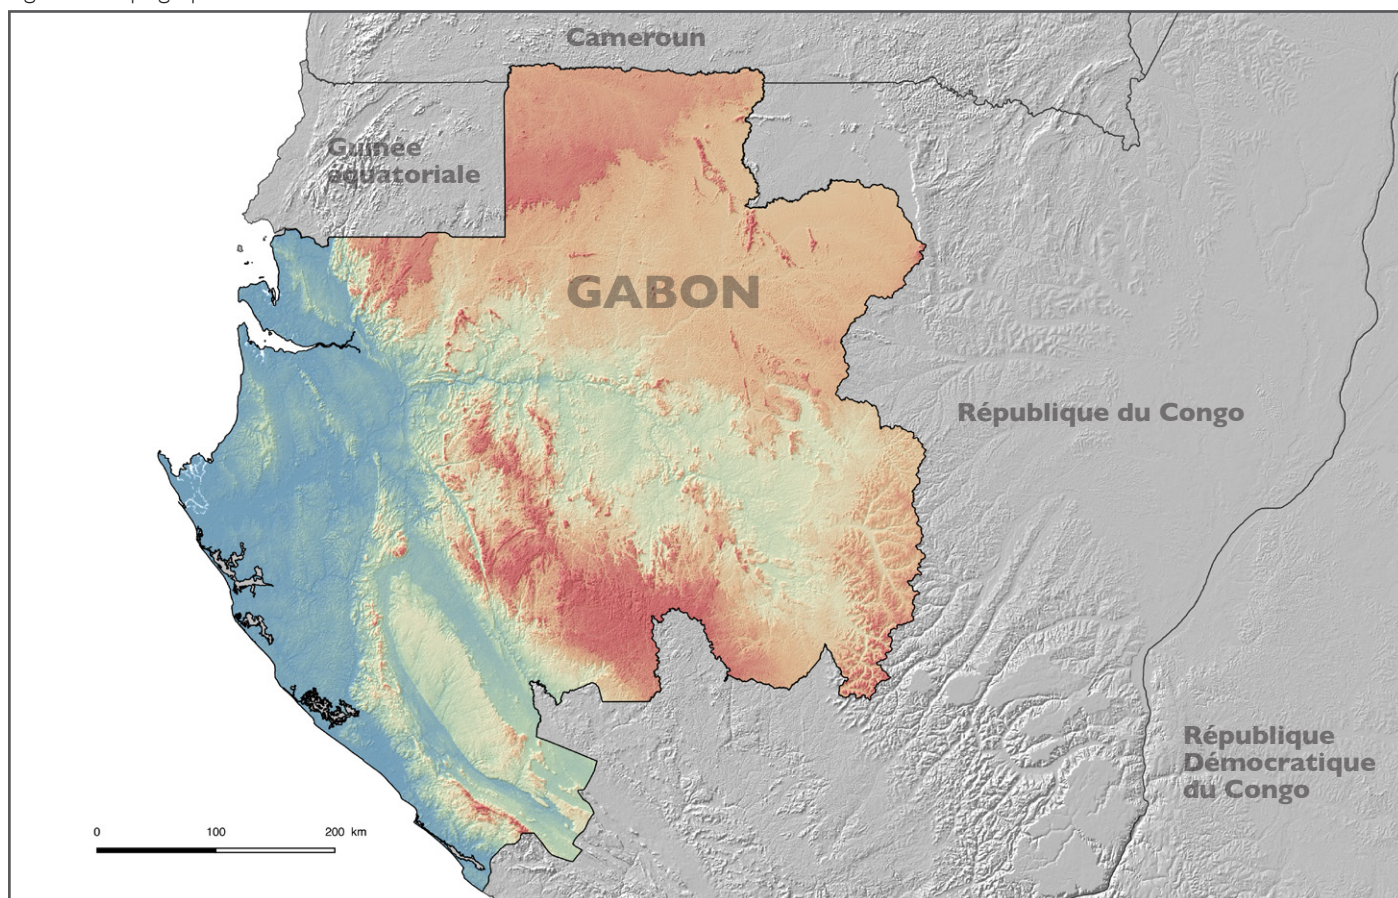 Cameroun
Guinée
équatoriale
GABON
République du Congo
République
Démocratique
du Congo
0 100 200 km